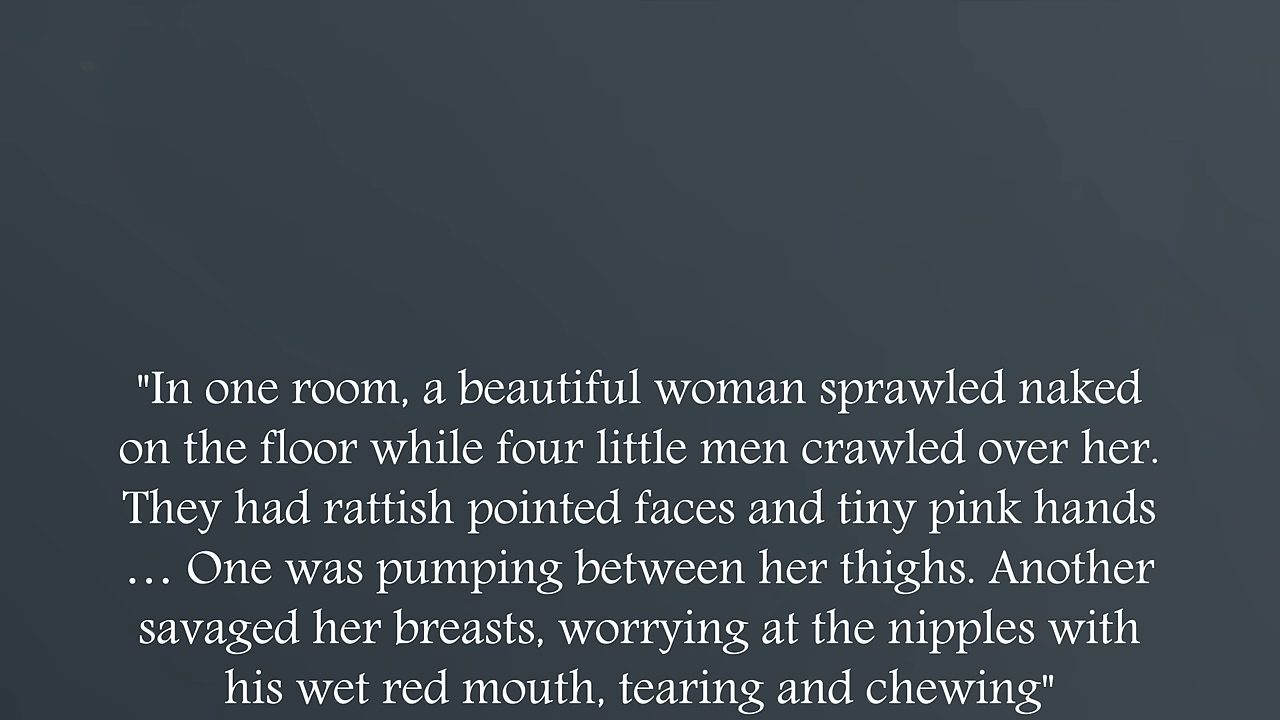 "In one room, a beautiful woman sprawled naked
on the floor while four little men crawled over her.
They had rattish pointed faces and tiny pink hands
… One was pumping between her thighs. Another
savaged her breasts, worrying at the nipples with
his wet red mouth, tearing and chewing"